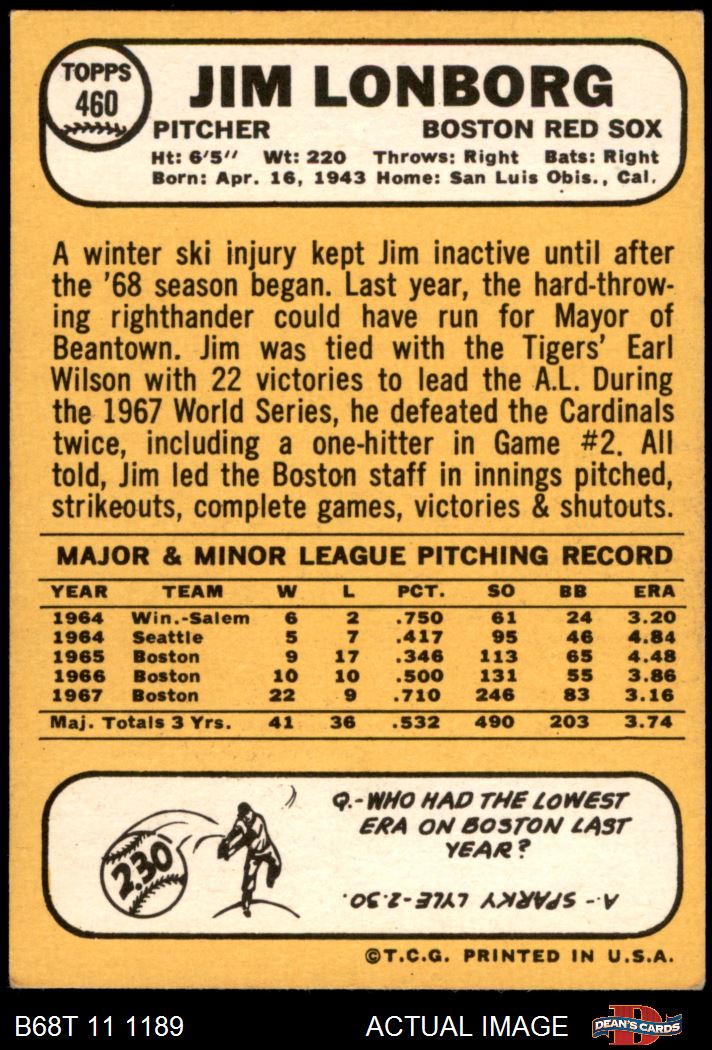 TOPPS
460
JIM LONBORG
PITCHER BOSTON RED SOX
Ht: 6'5" Wt: 220 Throws: Right Bats: Right
Born: Apr. 16, 1943 Home: San Luis Obis., Cal.
A winter ski injury kept Jim inactive until after
the '68 season began. Last year, the hard-throw-
ing righthander could have run for Mayor of
Beantown. Jim was tied with the Tigers' Earl
Wilson with 22 victories to lead the A.L. During
the 1967 World Series, he defeated the Cardinals
twice, including a one-hitter in Game #2. All
told, Jim led the Boston staff in innings pitched,
strikeouts, complete games, victories & shutouts.
MAJOR & MINOR LEAGUE PITCHING RECORD
YEAR TEAM W L PCT. SO BB ERA
1964 Win.-Salem 6 2 .750 61 24 3.20
1964 Seattle 5 7 .417 95 46 4.84
1965 Boston 9 17 .346 113 65 4.48
1966 Boston 10 10 .500 131 55 3.86
1967 Boston 22 9 .710 246 83 3.16
Maj. Totals 3 Yrs. 41 36 .532 490 203 3.74
2.30
Q.-WHO HAD THE LOWEST
ERA ON BOSTON LAST
YEAR?
A.- SPARKY LYLE-2.30.
©T.C.G. PRINTED IN U.S.A.
B68T 11 1189 ACTUAL IMAGE D DEAN'S CARDS